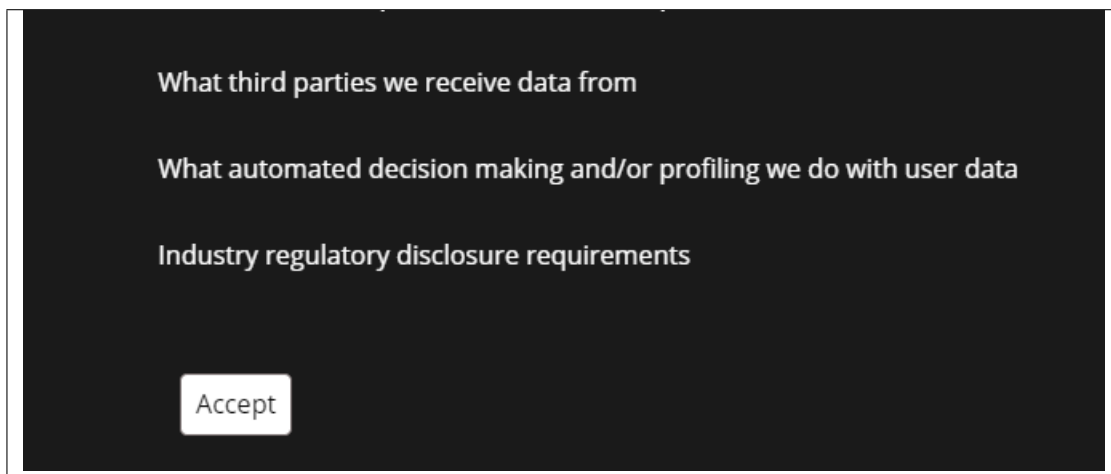 What third parties we receive data from
What automated decision making and/or profiling we do with user data
Industry regulatory disclosure requirements
Accept